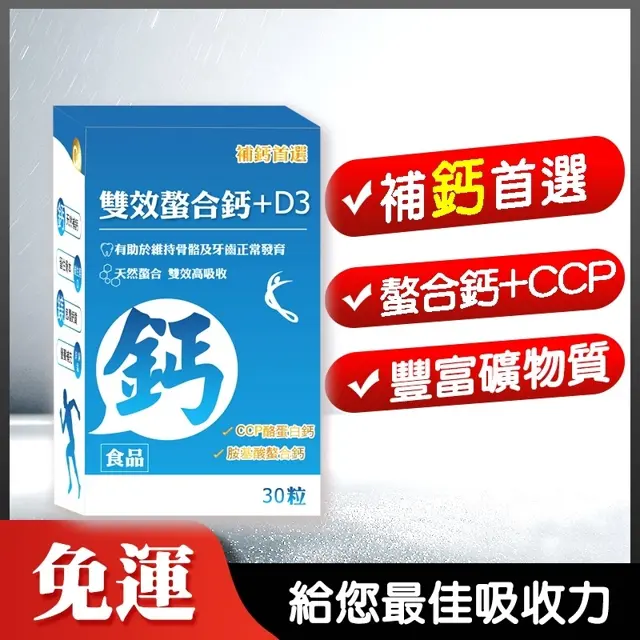 補鈣首選
雙效螯合鈣+D3
有助於維持骨骼及牙齒正常發育
天然螯合 雙效高吸收
鈣
CCP酪蛋白鈣
胺基酸螯合鈣
食品
30粒
補鈣首選
螯合鈣+CCP
豐富礦物質
免運
給您最佳吸收力